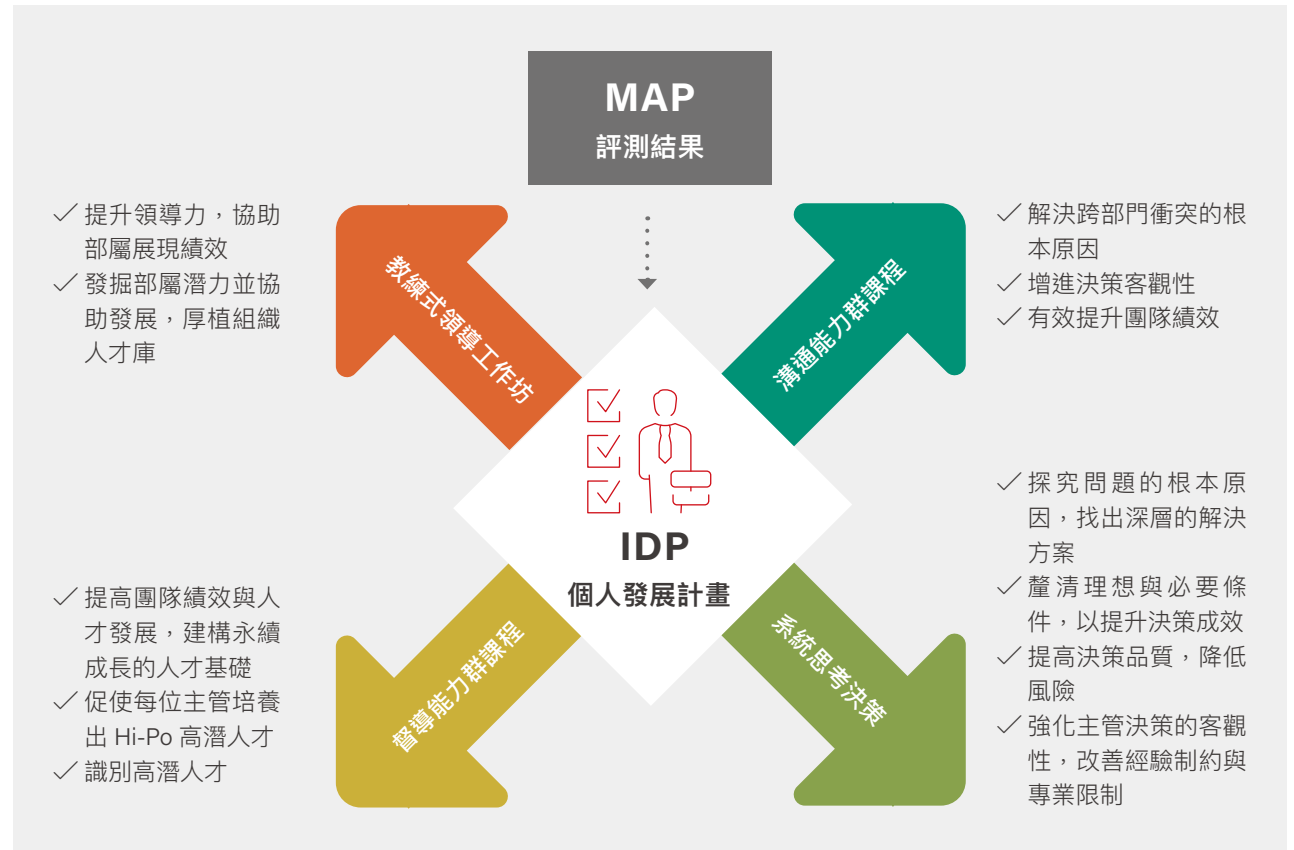 MAP
評測結果
✓ 提升領導力，協助
部屬展現績效
✓ 發掘部屬潛力並協
助發展，厚植組織
人才庫
教練式領導工作坊
溝通能力群課程
✓ 解決跨部門衝突的根
本原因
✓ 增進決策客觀性
✓ 有效提升團隊績效
IDP
個人發展計畫
✓ 提高團隊績效與人
才發展，建構永續
成長的人才基礎
✓ 促使每位主管培養
出 Hi-Po 高潛人才
✓ 識別高潛人才
督導能力群課程
系統思考決策
✓ 探究問題的根本原
因，找出深層的解決
方案
✓ 釐清理想與必要條
件，以提升決策成效
✓ 提高決策品質，降低
風險
✓ 強化主管決策的客觀
性，改善經驗制約與
專業限制